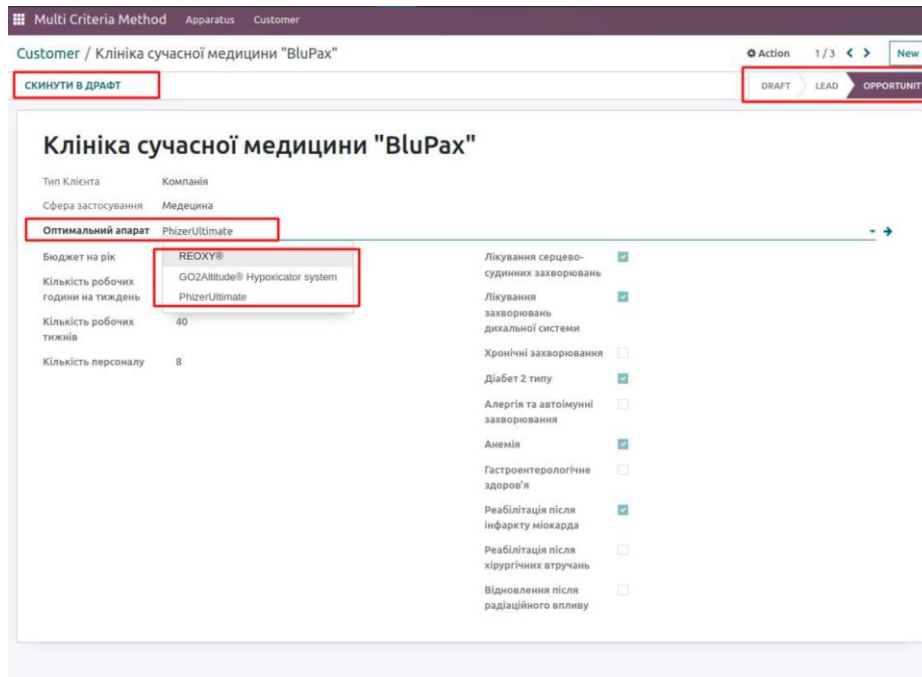 Multi Criteria Method Apparatus Customer
Customer / Клініка сучасної медицини "BluPax"
Action 1 / 3 New
СКИНУТИ В ДРАФТ
DRAFT LEAD OPPORTUNIT
Клініка сучасної медицини "BluPax"
Тип Клієнта Компанія
Сфера застосування Медецина
Оптимальний апарат PhizerUltimate
Бюджет на рік
REOXY®
GO2Altitude® Hypoxicator system
PhizerUltimate
Кількість робочих
години на тиждень
Кількість робочих
тижнів
40
Кількість персоналу 8
Лікування серцево-
судинних захворювань
Лікування
захворювань
дихальної системи
Хронічні захворювання
Діабет 2 типу
Алергія та автоімунні
захворювання
Анемія
Гастроентерологічне
здоров'я
Реабілітація після
інфаркту міокарда
Реабілітація після
хірургічних втручань
Відновлення після
радіаційного впливу